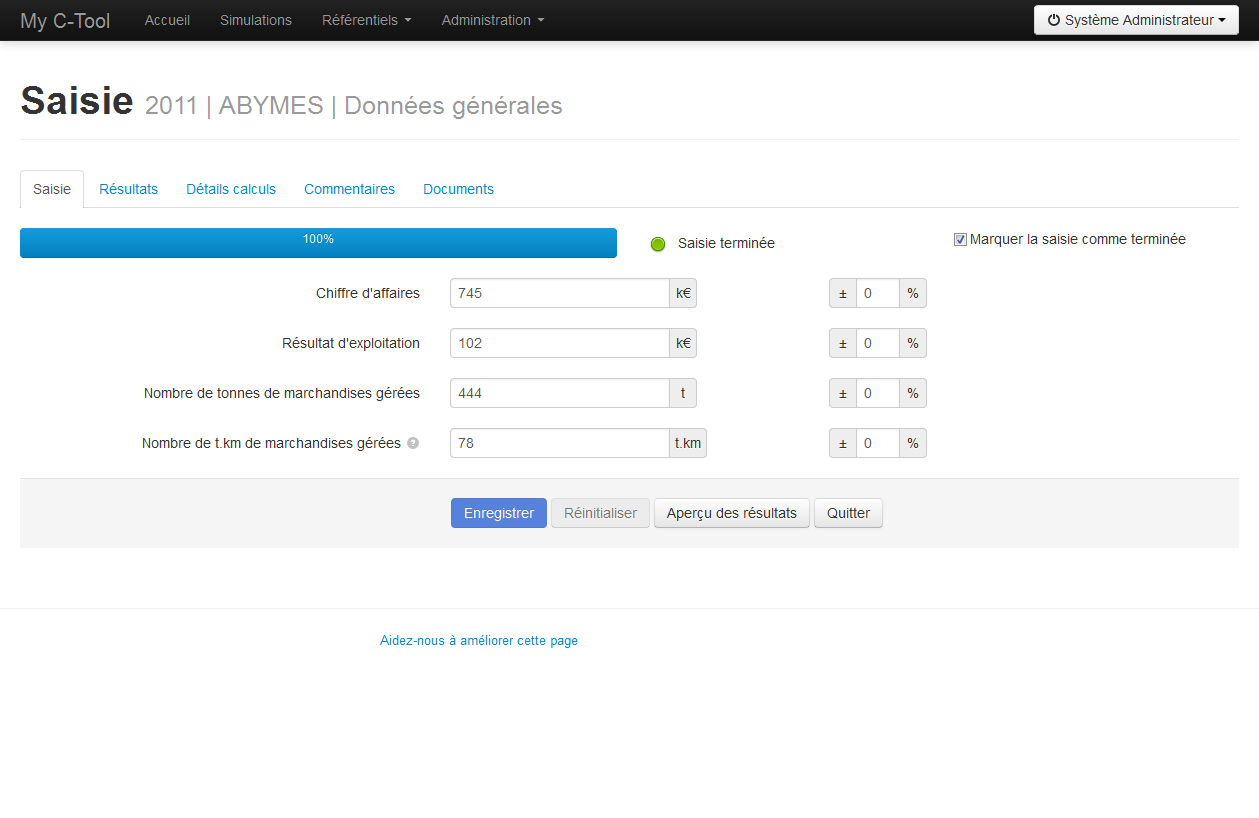 My C-Tool Accueil Simulations Référentiels Administration Système Administrateur
Saisie 2011 | ABYMES | Données générales
Saisie Résultats Détails calculs Commentaires Documents
100% Saisie terminée Marquer la saisie comme terminée
Chiffre d'affaires 745 k€ ± 0 %
Résultat d'exploitation 102 k€ ± 0 %
Nombre de tonnes de marchandises gérées 444 t ± 0 %
Nombre de t.km de marchandises gérées ? 78 t.km ± 0 %
Enregistrer Réinitialiser Aperçu des résultats Quitter
Aidez-nous à améliorer cette page